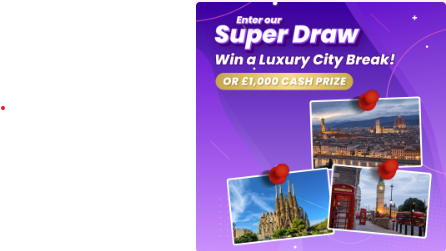 Enter our
Super Draw
Win a Luxury City Break!
OR £1,000 CASH PRIZE